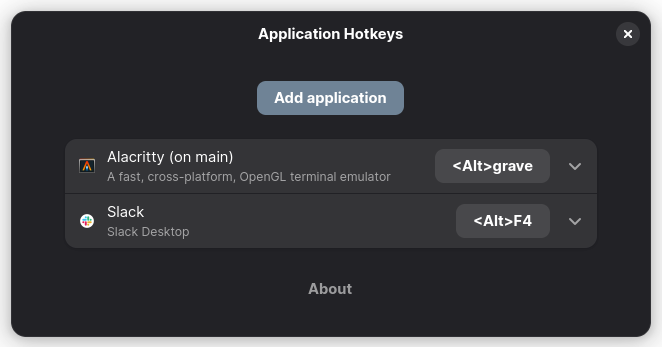 Application Hotkeys
Add application
Alacritty (on main)
A fast, cross-platform, OpenGL terminal emulator
<Alt>grave
Slack
Slack Desktop
<Alt>F4
About